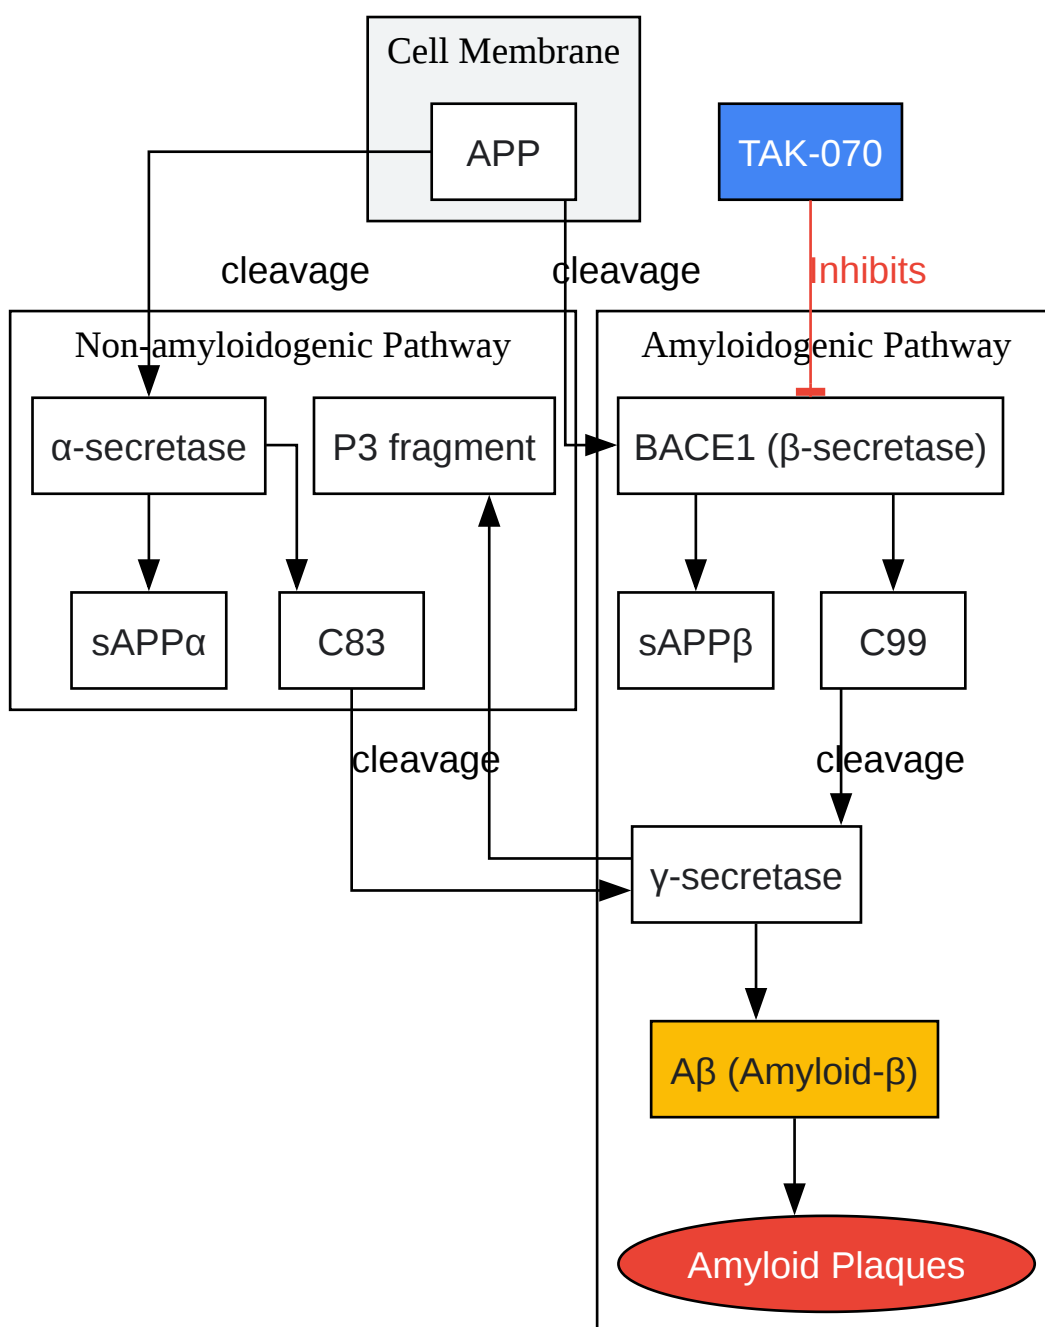 Cell Membrane
APP
TAK-070
cleavage
cleavage
Inhibits
Non-amyloidogenic Pathway
Amyloidogenic Pathway
α-secretase
P3 fragment
BACE1 (β-secretase)
sAPPα
C83
sAPPβ
C99
cleavage
cleavage
γ-secretase
Aβ (Amyloid-β)
Amyloid Plaques